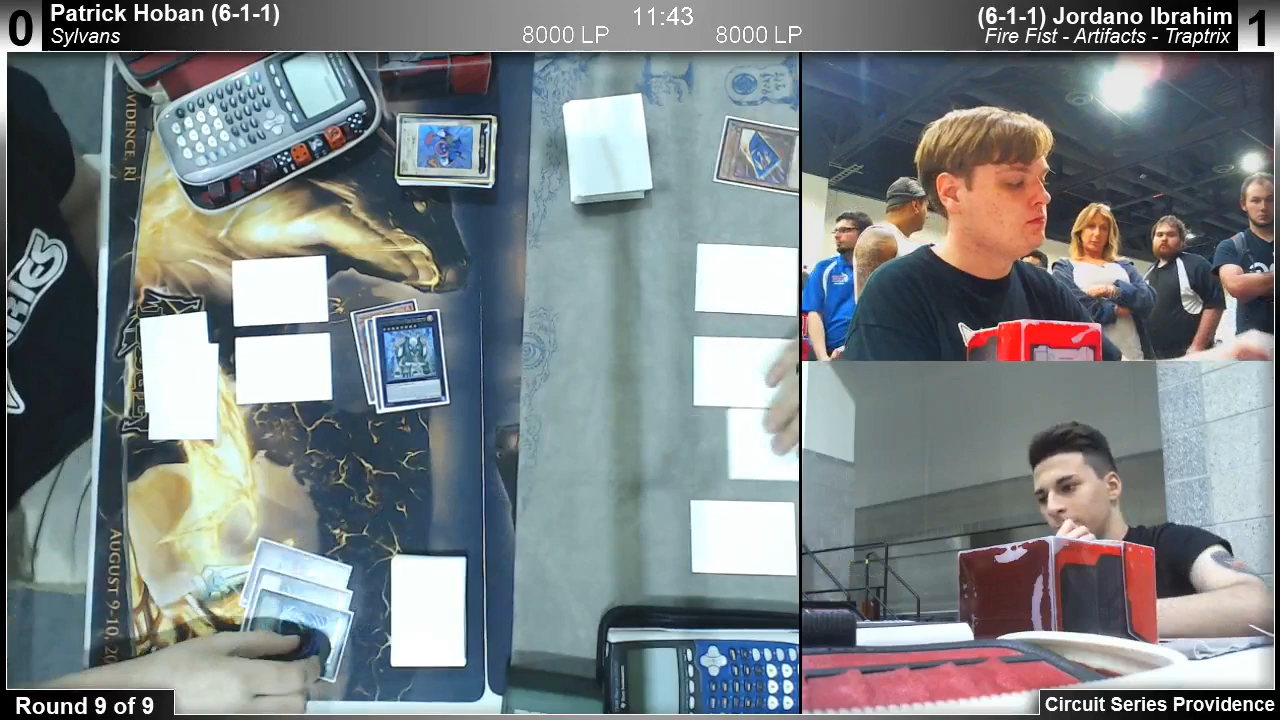 0
Patrick Hoban (6-1-1)
Sylvans
8000 LP
11:43
8000 LP
(6-1-1) Jordano Ibrahim
Fire Fist - Artifacts - Traptrix
1
AUGUST 9-10, 20
Round 9 of 9
Circuit Series Providence